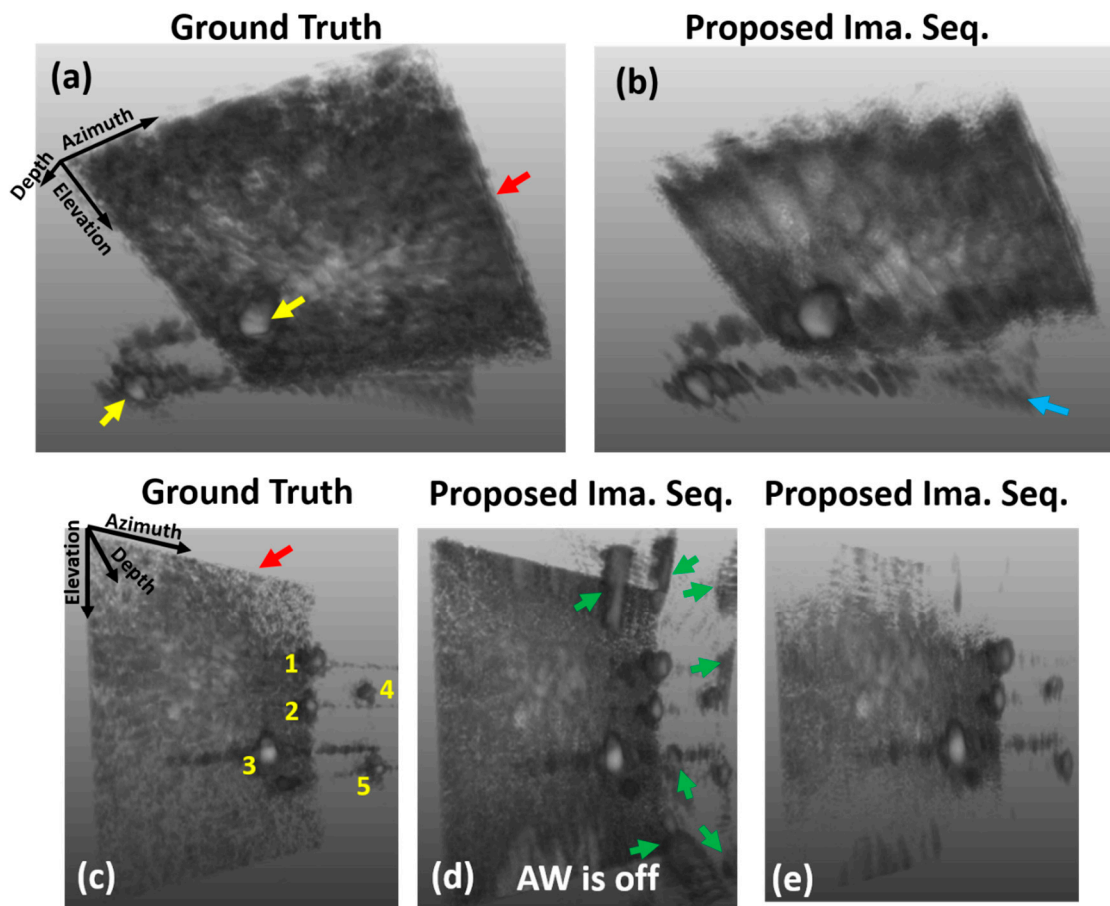 Ground Truth
Proposed Ima. Seq.
(a)
Azimuth
Depth
Elevation
(b)
Ground Truth
Proposed Ima. Seq.
Proposed Ima. Seq.
Azimuth
Depth
Elevation
1
2
3
4
5
(c)
(d)
AW is off
(e)